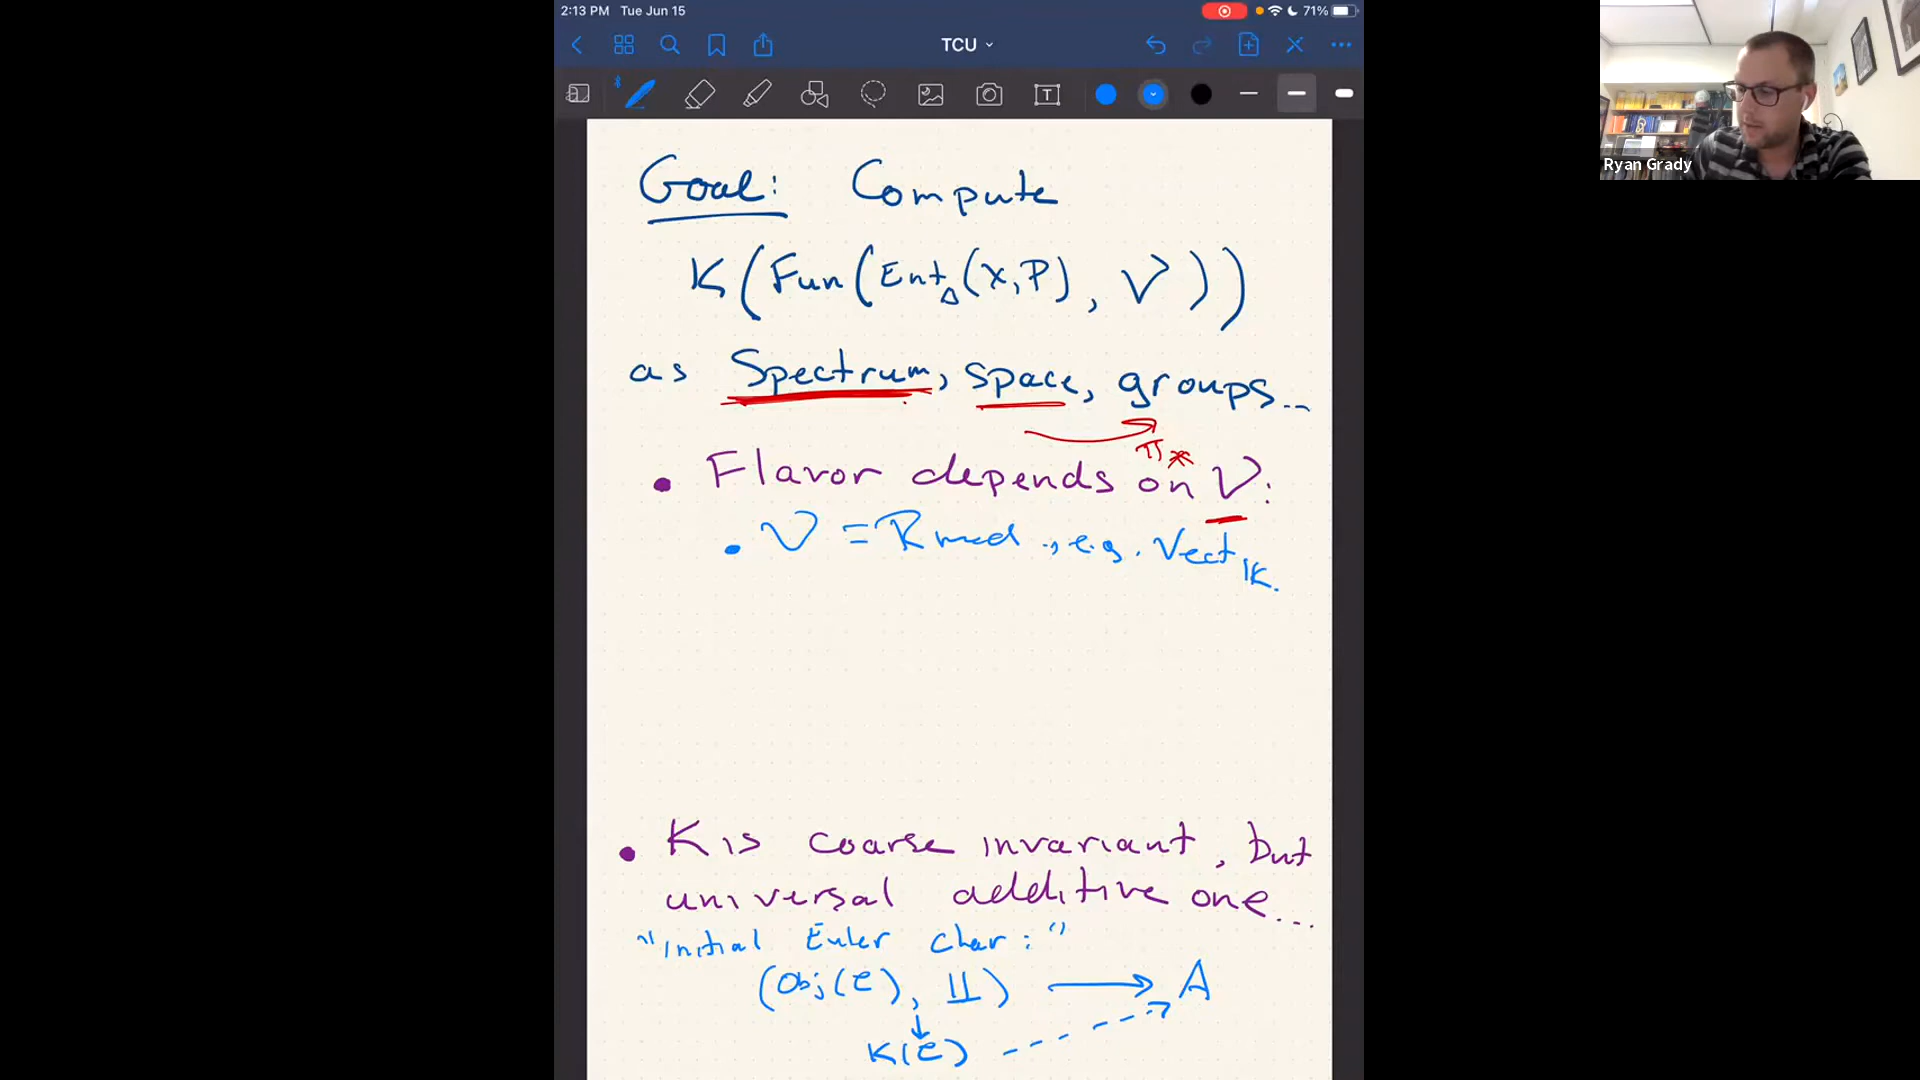 2:13 PM Tue Jun 15
71%
TCU
T
Ryan Grady
Goal: Compute
K(Fun(Ent_Δ(X,P), V))
as Spectrum, space, groups...
π*
• Flavor depends on V:
• V = Rmod., e.g. Vect_K.
• K is coarse invariant, but
universal additive one...
"Initial Euler char:"
(Obj(C), ⨿) → A
↓
K(C)